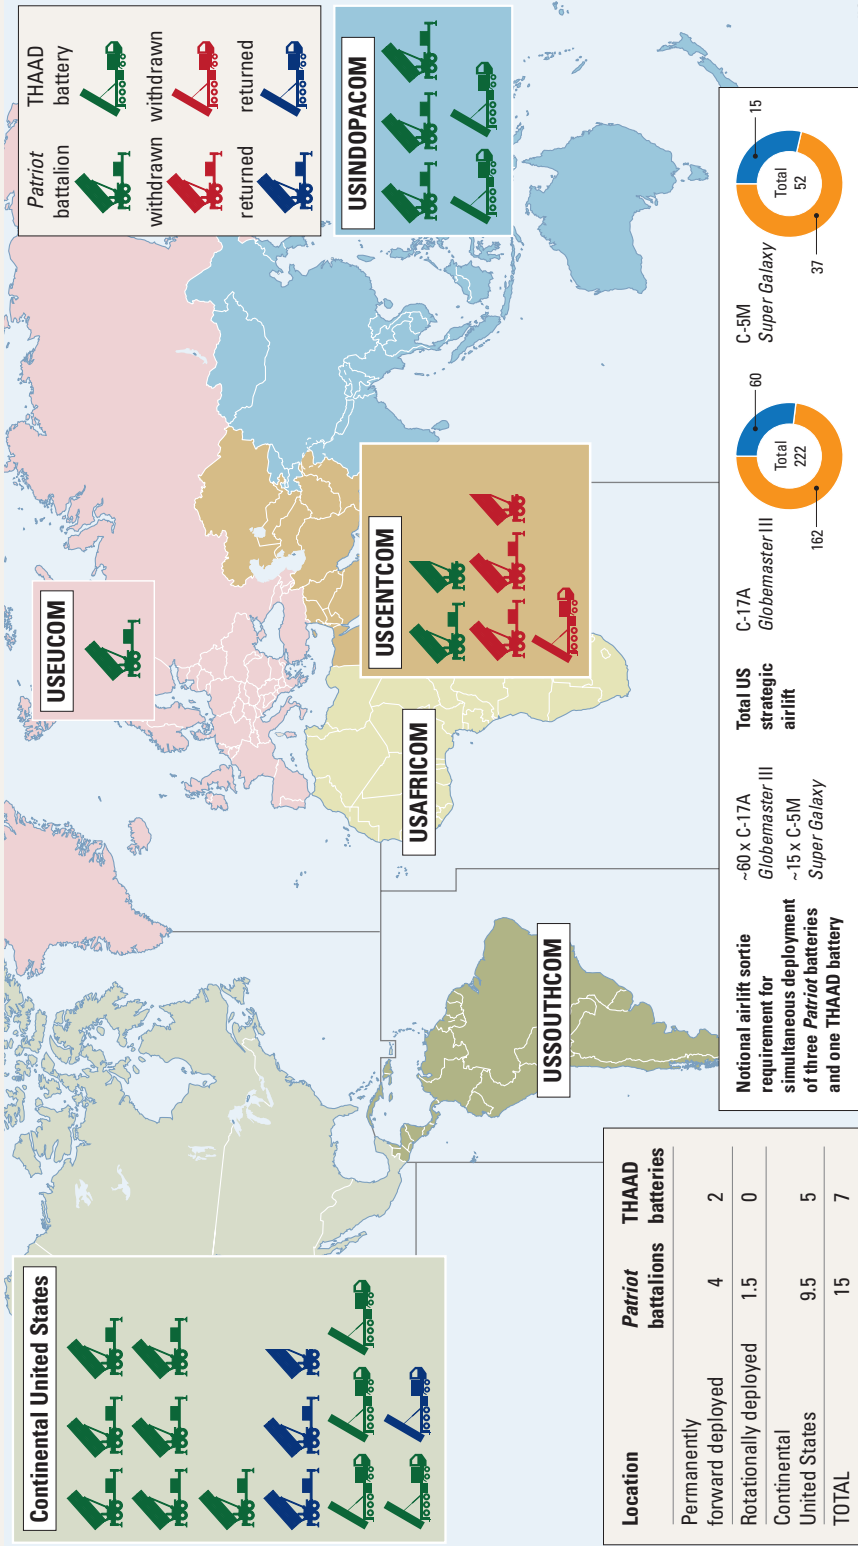 Continental United States
USEUCOM
Patriot battalion
THAAD battery
withdrawn
withdrawn
returned
returned
USINDOPACOM
USCENTCOM
USAFRICOM
USSOUTHCOM
Location
Patriot battalions
THAAD batteries
Permanently
forward deployed 4 2
Rotationally deployed 1.5 0
Continental
United States 9.5 5
TOTAL 15 7
Notional airlift sortie
requirement for
simultaneous deployment
of three Patriot batteries
and one THAAD battery
~60 x C-17A
Globemaster III
~15 x C-5M
Super Galaxy
Total US
strategic
airlift
C-17A
Globemaster III
162
Total
222
60
C-5M
Super Galaxy
37
Total
52
15